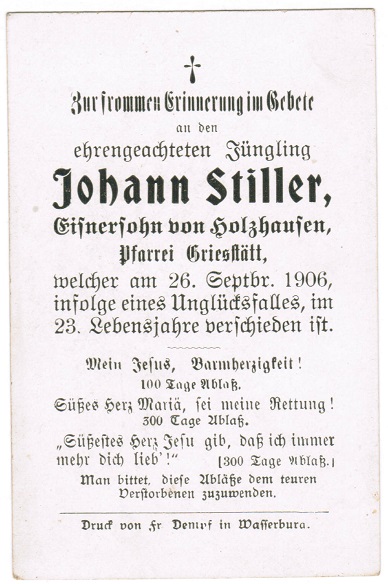 Zur frommen Erinnerung im Gebete
an den
ehrengeachteten Jüngling
Johann Stiller,
Eisnersohn von Holzhausen,
Pfarrei Griesstätt,
welcher am 26. Septbr. 1906,
infolge eines Unglücksfalles, im
23. Lebensjahre verschieden ist.
Mein Jesus, Barmherzigkeit!
100 Tage Ablaß.
Süßes Herz Mariä, sei meine Rettung!
300 Tage Ablaß.
„Süßestes Herz Jesu gib, daß ich immer
mehr dich lieb'!" [300 Tage Ablaß.]
Man bittet, diese Abläße dem teuren
Verstorbenen zuzuwenden.
Druck von Fr Dempf in Wasserburg.